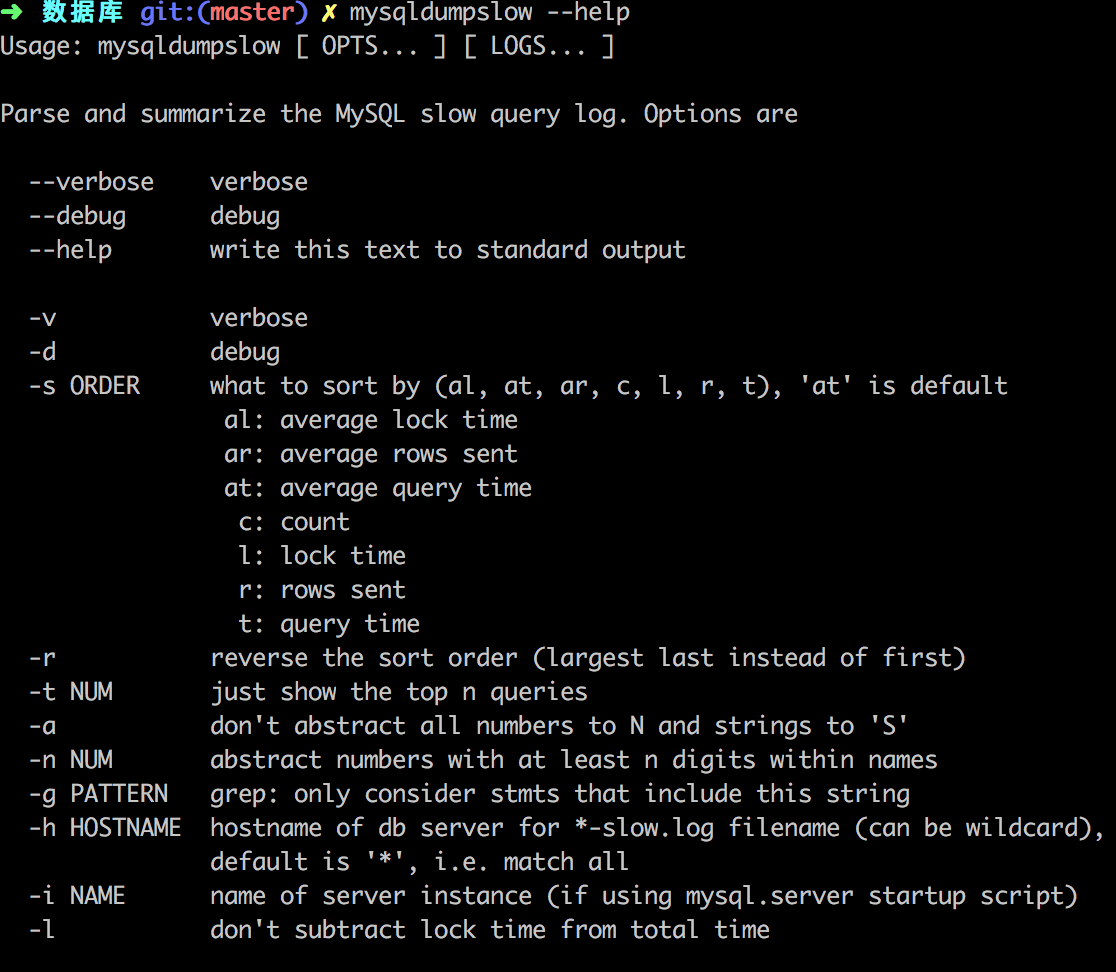 ➜ 数据库 git:(master) ✗ mysqldumpslow --help
Usage: mysqldumpslow [ OPTS... ] [ LOGS... ]
Parse and summarize the MySQL slow query log. Options are
--verbose verbose
--debug debug
--help write this text to standard output
-v verbose
-d debug
-s ORDER what to sort by (al, at, ar, c, l, r, t), 'at' is default
al: average lock time
ar: average rows sent
at: average query time
c: count
l: lock time
r: rows sent
t: query time
-r reverse the sort order (largest last instead of first)
-t NUM just show the top n queries
-a don't abstract all numbers to N and strings to 'S'
-n NUM abstract numbers with at least n digits within names
-g PATTERN grep: only consider stmts that include this string
-h HOSTNAME hostname of db server for *-slow.log filename (can be wildcard),
default is '*', i.e. match all
-i NAME name of server instance (if using mysql.server startup script)
-l don't subtract lock time from total time